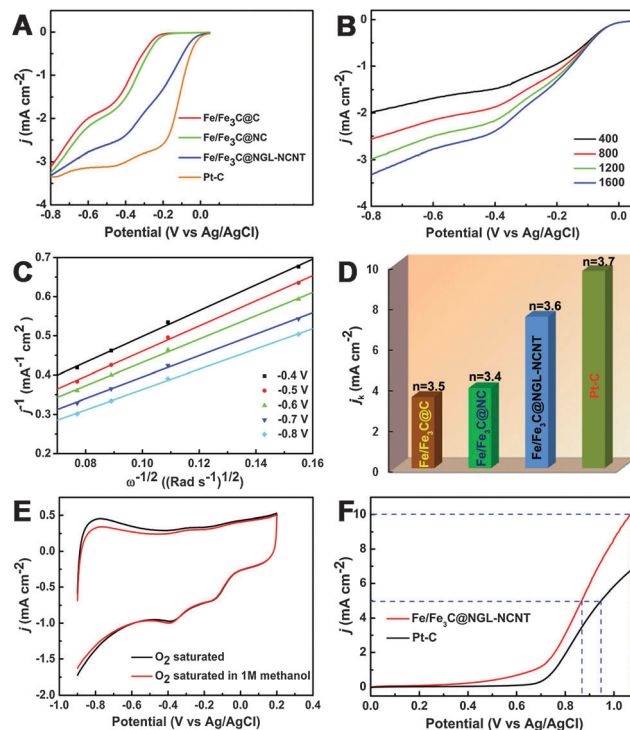 A
j (mA cm-2)
0
-1
-2
-3
-4
Fe/Fe3C@C
Fe/Fe3C@NC
Fe/Fe3C@NGL-NCNT
Pt-C
-0.8 -0.6 -0.4 -0.2 0.0
Potential (V vs Ag/AgCl)
B
j (mA cm-2)
0
-1
-2
-3
-4
400
800
1200
1600
-0.8 -0.6 -0.4 -0.2 0.0
Potential (V vs Ag/AgCl)
C
j-1 (mA-1 cm2)
0.7
0.6
0.5
0.4
0.3
0.2
-0.4 V
-0.5 V
-0.6 V
-0.7 V
-0.8 V
0.08 0.10 0.12 0.14 0.16
ω-1/2 ((Rad s-1)1/2)
D
jk (mA cm-2)
10
8
6
4
2
0
n=3.5
n=3.4
n=3.6
n=3.7
Fe/Fe3C@C
Fe/Fe3C@NC
Fe/Fe3C@NGL-NCNT
Pt-C
E
j (mA cm-2)
0.5
0.0
-0.5
-1.0
-1.5
-2.0
O2 saturated
O2 saturated in 1M methanol
-1.0 -0.8 -0.6 -0.4 -0.2 0.0 0.2 0.4
Potential (V vs Ag/AgCl)
F
j (mA cm-2)
10
8
6
4
2
0
Fe/Fe3C@NGL-NCNT
Pt-C
0.0 0.2 0.4 0.6 0.8 1.0
Potential (V vs Ag/AgCl)